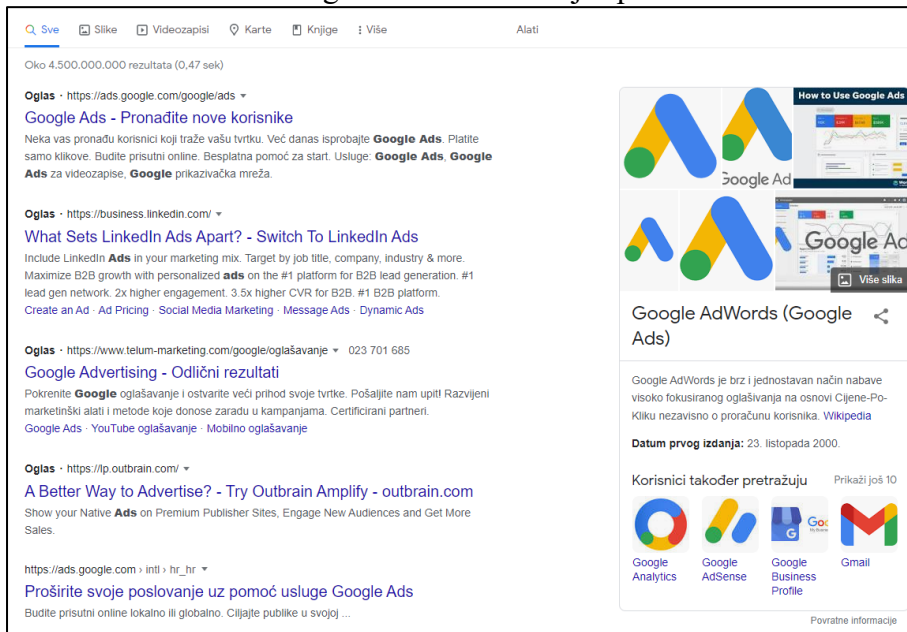 Sve Slike Videozapisi Karte Knjige Više Alati
Oko 4.500.000.000 rezultata (0,47 sek)
Oglas · https://ads.google.com/google/ads
Google Ads - Pronađite nove korisnike
Neka vas pronađu korisnici koji traže vašu tvrtku. Već danas isprobajte Google Ads. Platite
samo klikove. Budite prisutni online. Besplatna pomoć za start. Usluge: Google Ads, Google
Ads za videozapise, Google prikazivačka mreža.
Oglas · https://business.linkedin.com/
What Sets LinkedIn Ads Apart? - Switch To LinkedIn Ads
Include LinkedIn Ads in your marketing mix. Target by job title, company, industry & more.
Maximize B2B growth with personalized ads on the #1 platform for B2B lead generation. #1
lead gen network. 2x higher engagement. 3.5x higher CVR for B2B. #1 B2B platform.
Create an Ad · Ad Pricing · Social Media Marketing · Message Ads · Dynamic Ads
Oglas · https://www.telum-marketing.com/google/oglašavanje 023 701 685
Google Advertising - Odlični rezultati
Pokrenite Google oglašavanje i ostvarite veći prihod svoje tvrtke. Pošaljite nam upit! Razvijeni
marketinški alati i metode koje donose zaradu u kampanjama. Certificirani partneri.
Google Ads · YouTube oglašavanje · Mobilno oglašavanje
Oglas · https://lp.outbrain.com/
A Better Way to Advertise? - Try Outbrain Amplify - outbrain.com
Show your Native Ads on Premium Publisher Sites, Engage New Audiences and Get More
Sales.
https://ads.google.com › intl › hr_hr
Proširite svoje poslovanje uz pomoć usluge Google Ads
Budite prisutni online lokalno ili globalno. Ciljajte publike u svojoj ...
How to Use Google Ads
Google Ad
Google Ad
Više slika
Google AdWords (Google
Ads)
Google AdWords je brz i jednostavan način nabave
visoko fokusiranog oglašivanja na osnovi Cijene-Po-
Kliku nezavisno o proračunu korisnika. Wikipedia
Datum prvog izdanja: 23. listopada 2000.
Korisnici također pretražuju Prikaži još 10
Google
Analytics
Google
AdSense
Google
Business
Profile
Gmail
Povratne informacije